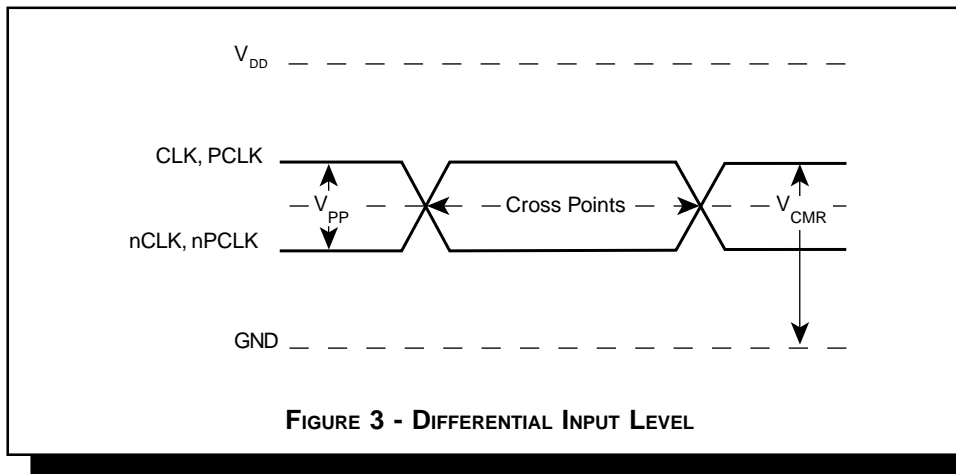 VDD
CLK, PCLK
VPP
Cross Points
VCMR
nCLK, nPCLK
GND
FIGURE 3 - DIFFERENTIAL INPUT LEVEL